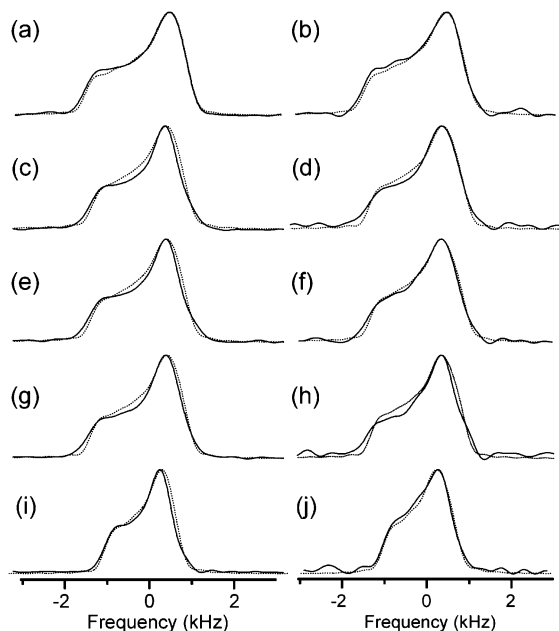 (a) (b)
(c) (d)
(e) (f)
(g) (h)
(i) (j)
-2 0 2 -2 0 2
Frequency (kHz) Frequency (kHz)